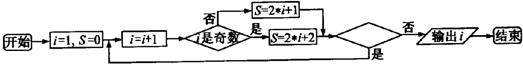 否 S=2*i+1
开始 i=1, S=0 i=i+1 i是奇数 是 S=2*i+2 否 输出i 结束
是